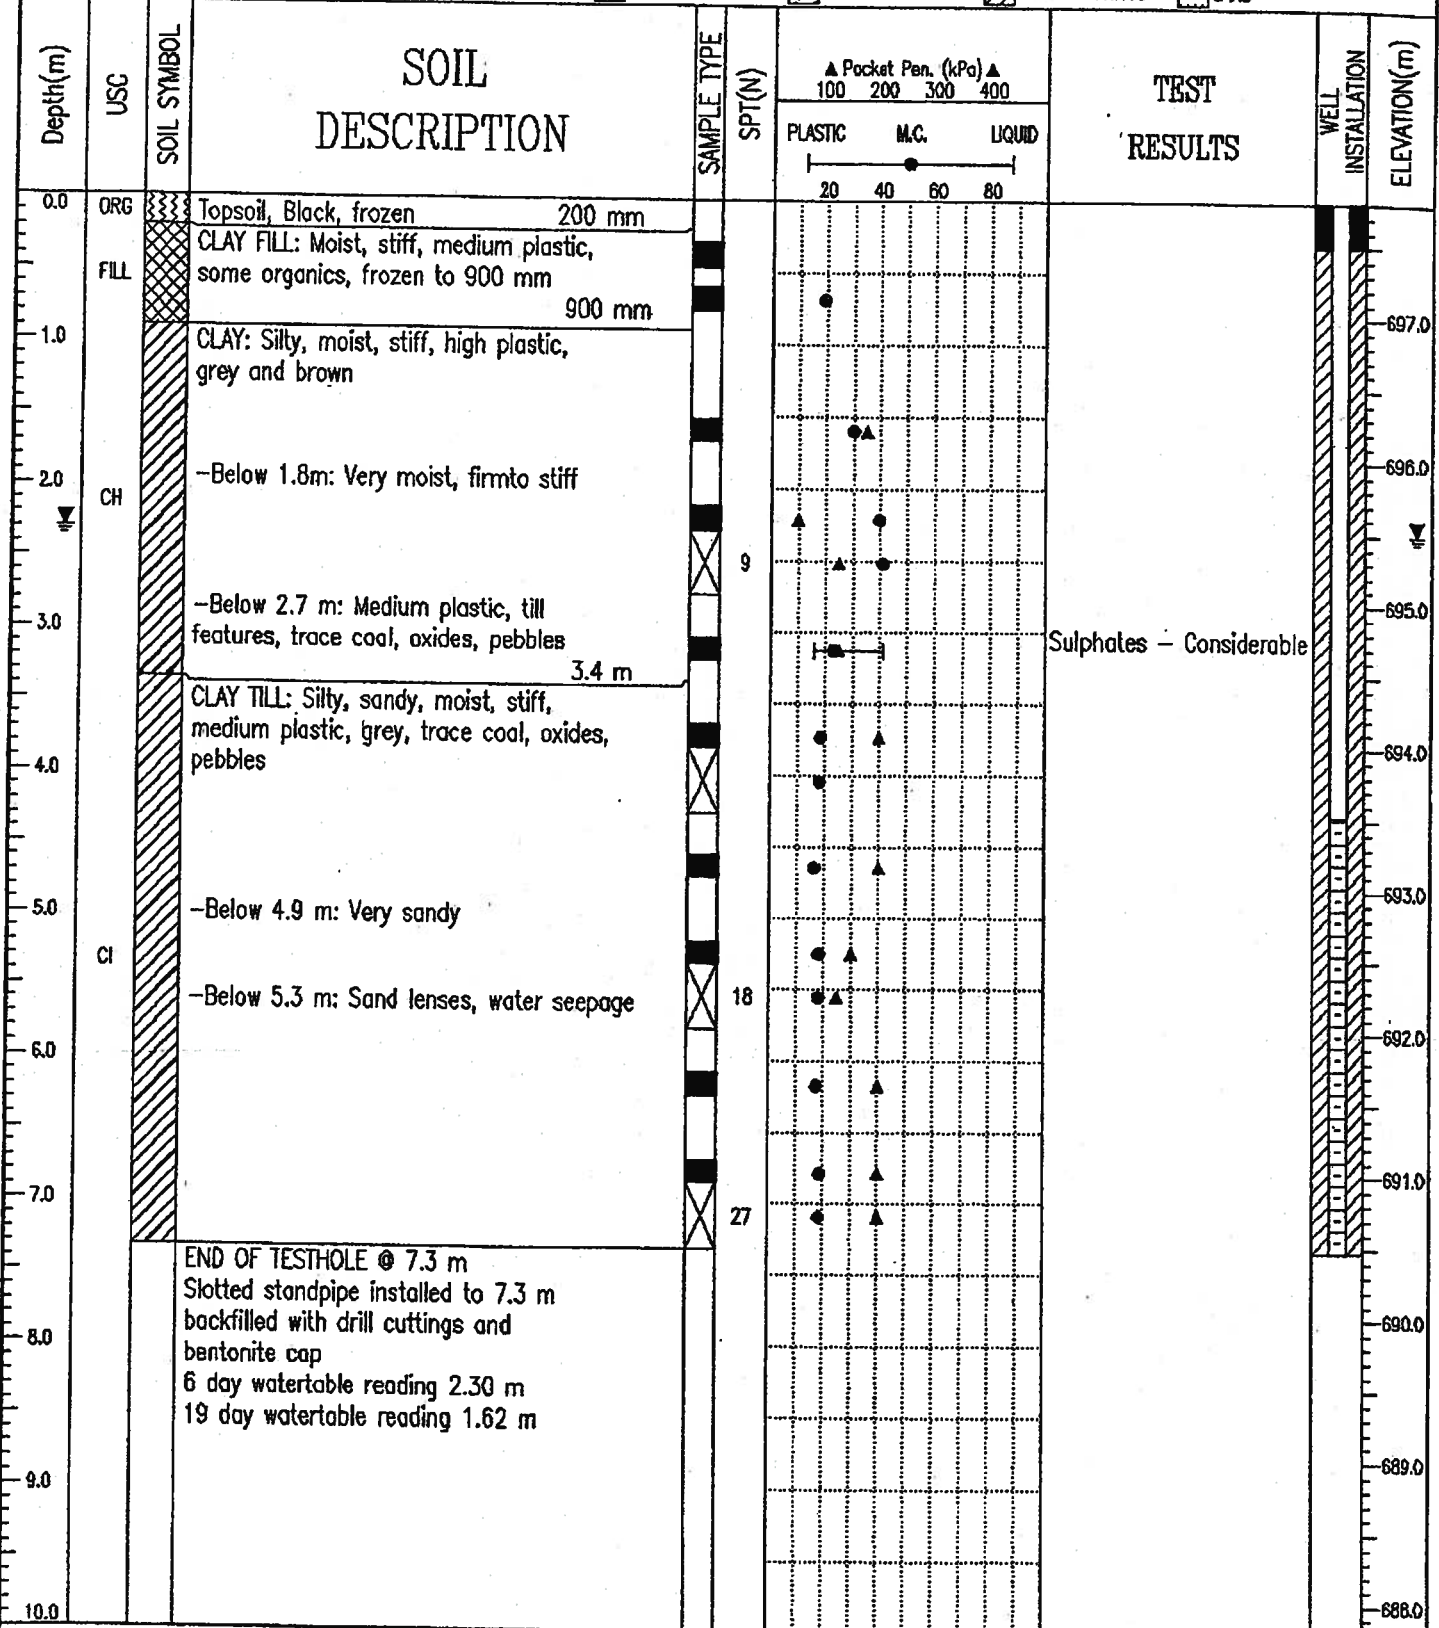 Depth(m)
USC
SOIL SYMBOL
SOIL
DESCRIPTION
SAMPLE TYPE
SPT(N)
▲ Pocket Pen. (kPa) ▲
100 200 300 400
PLASTIC M.C. LIQUID
20 40 60 80
TEST
RESULTS
WELL
INSTALLATION
ELEVATION(m)
0.0
ORG
Topsoil, Black, frozen 200 mm
CLAY FILL: Moist, stiff, medium plastic,
FILL
some organics, frozen to 900 mm
900 mm
1.0
697.0
CLAY: Silty, moist, stiff, high plastic,
grey and brown
2.0
-Below 1.8m: Very moist, firmto stiff
696.0
CH
9
-Below 2.7 m: Medium plastic, till
695.0
3.0
features, trace coal, oxides, pebbles
Sulphates – Considerable
3.4 m
CLAY TILL: Silty, sandy, moist, stiff,
medium plastic, grey, trace coal, oxides,
694.0
4.0
pebbles
5.0
-Below 4.9 m: Very sandy
693.0
CI
-Below 5.3 m: Sand lenses, water seepage
18
6.0
692.0
7.0
691.0
27
END OF TESTHOLE @ 7.3 m
Slotted standpipe installed to 7.3 m
backfilled with drill cuttings and
8.0
690.0
bentonite cap
6 day watertable reading 2.30 m
19 day watertable reading 1.62 m
9.0
689.0
10.0
688.0